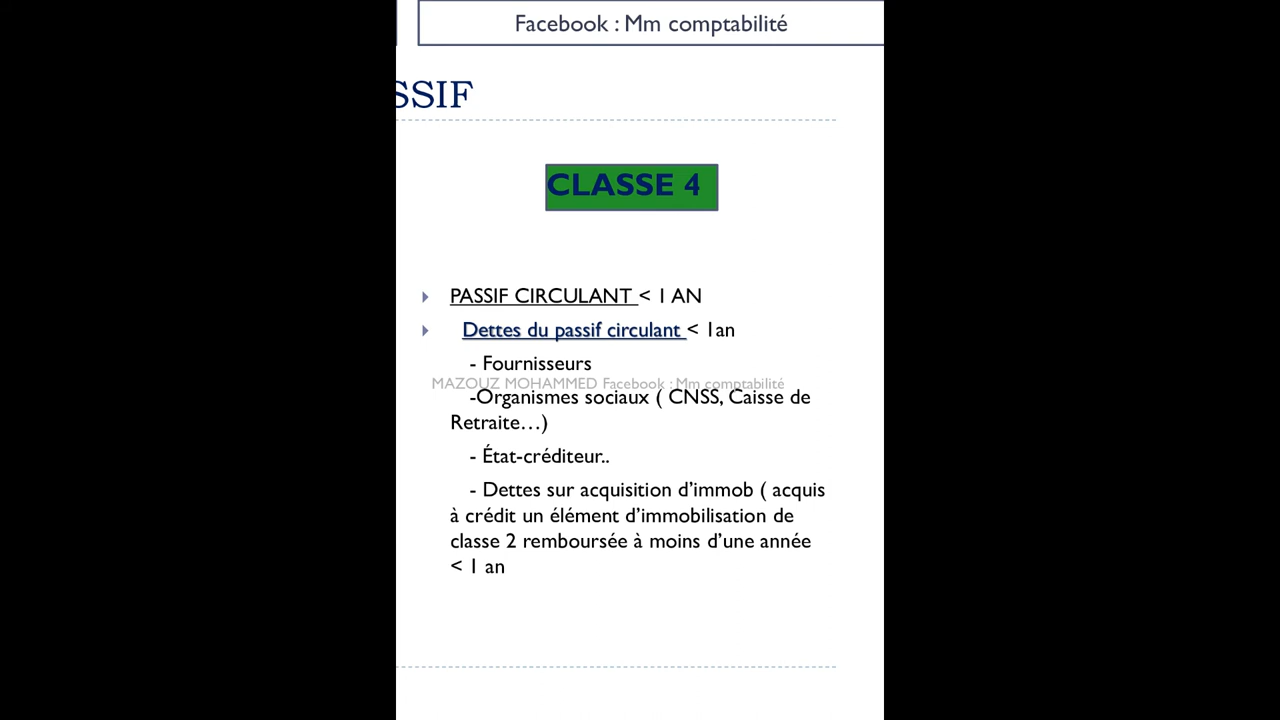 Facebook : Mm comptabilité
SSIF
CLASSE 4
PASSIF CIRCULANT < 1 AN
Dettes du passif circulant < 1an
- Fournisseurs
MAZOUZ MOHAMMED Facebook : Mm comptabilité
-Organismes sociaux ( CNSS, Caisse de
Retraite…)
- État-créditeur..
- Dettes sur acquisition d’immob ( acquis
à crédit un élément d’immobilisation de
classe 2 remboursée à moins d’une année
< 1 an